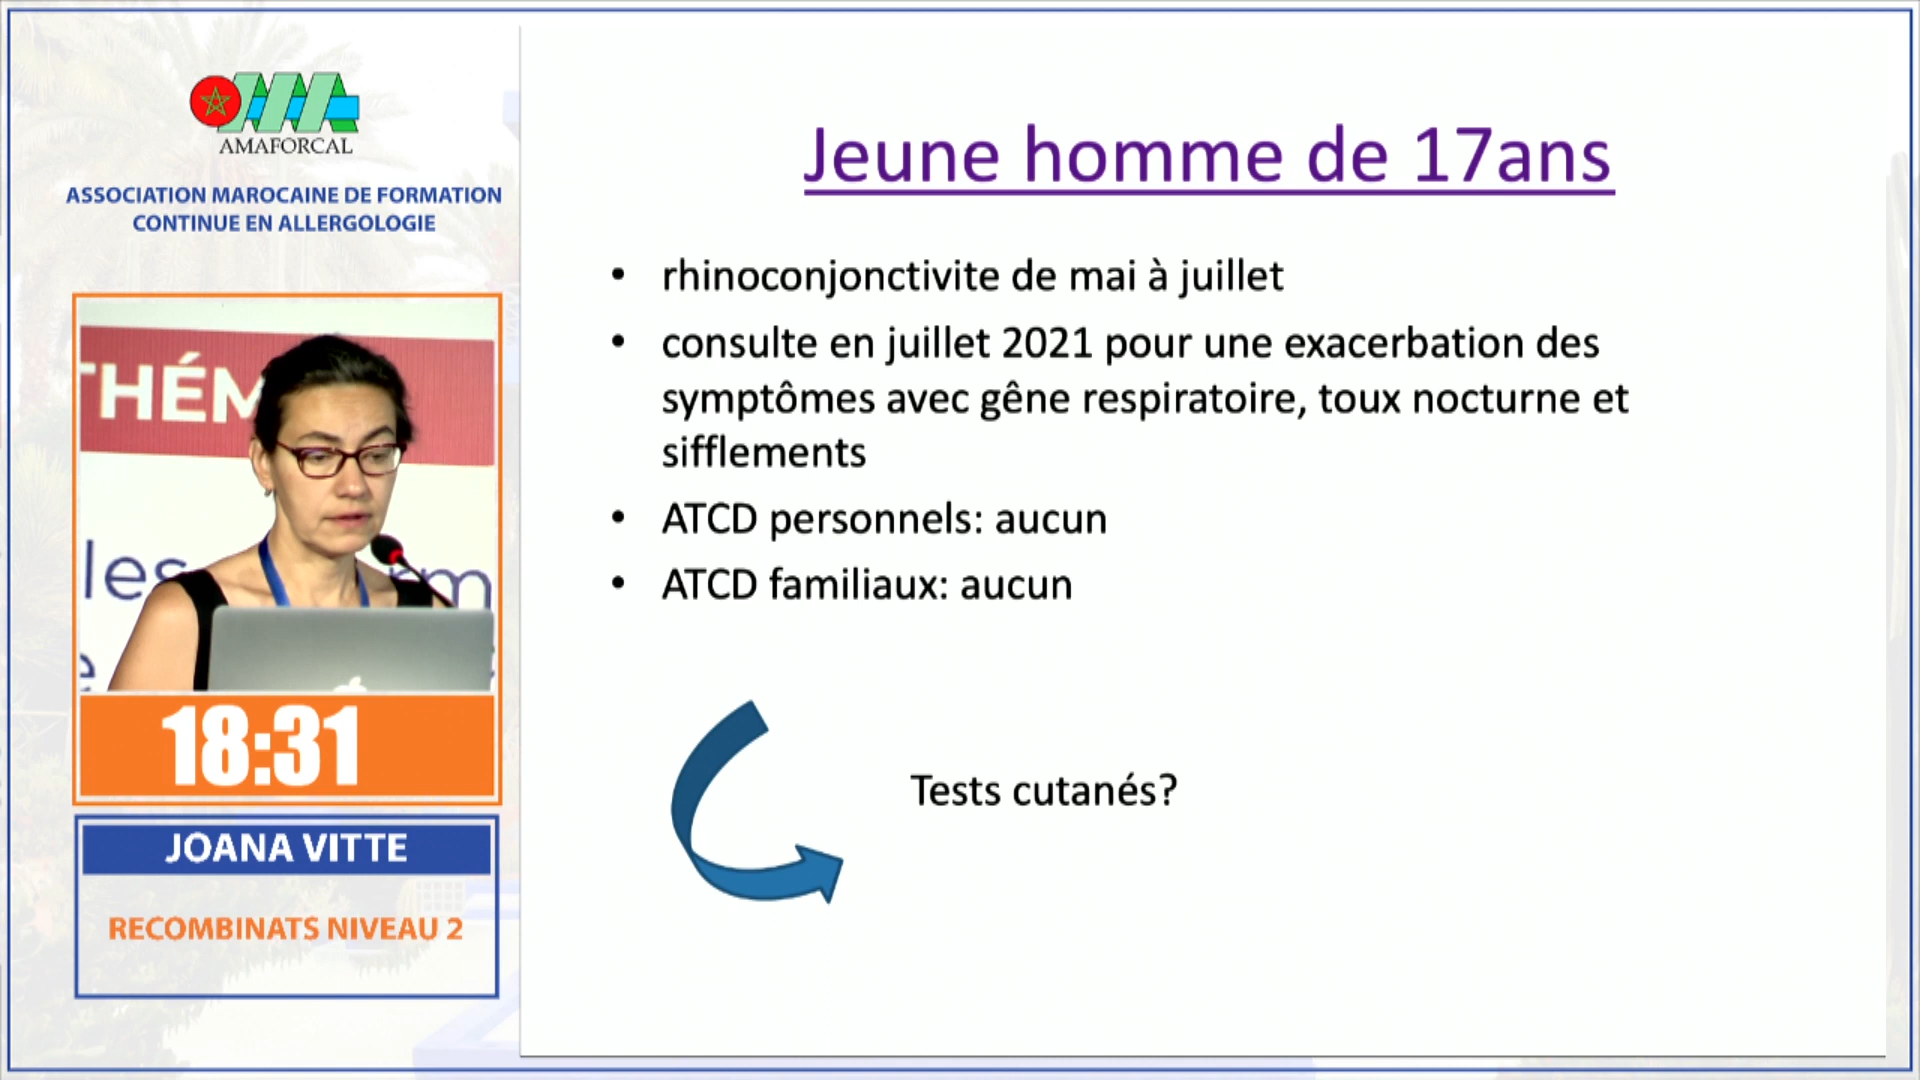 AMAFORCAL
ASSOCIATION MAROCAINE DE FORMATION
CONTINUE EN ALLERGOLOGIE
THÉM
les
rm
18:31
JOANA VITTE
RECOMBINATS NIVEAU 2
Jeune homme de 17ans
• rhinoconjonctivite de mai à juillet
• consulte en juillet 2021 pour une exacerbation des
symptômes avec gêne respiratoire, toux nocturne et
sifflements
• ATCD personnels: aucun
• ATCD familiaux: aucun
Tests cutanés?